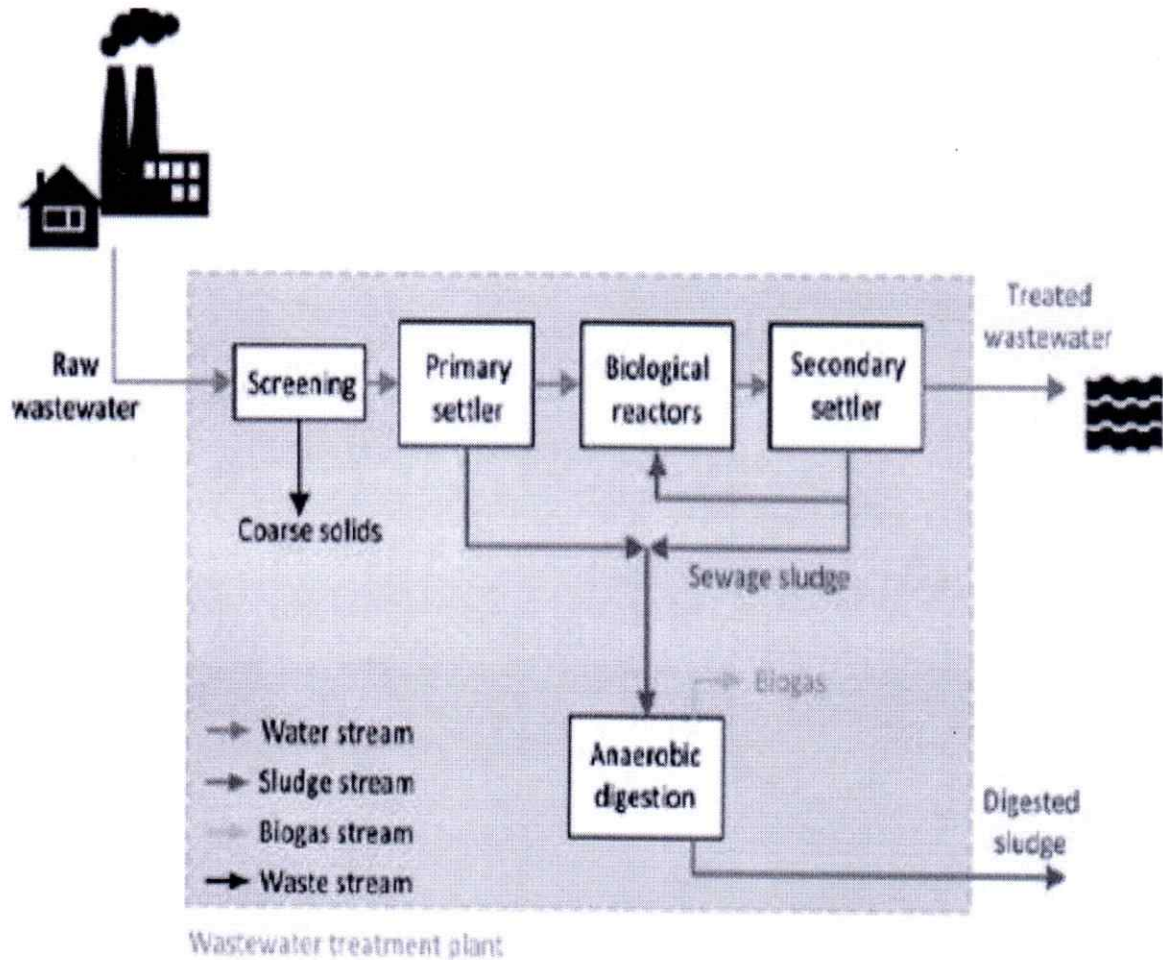 Treated
wastewater
Raw
wastewater
Screening
Primary
settler
Biological
reactors
Secondary
settler
Coarse solids
Sewage sludge
Biogas
Anaerobic
digestion
Water stream
Sludge stream
Biogas stream
Waste stream
Digested
sludge
Wastewater treatment plant